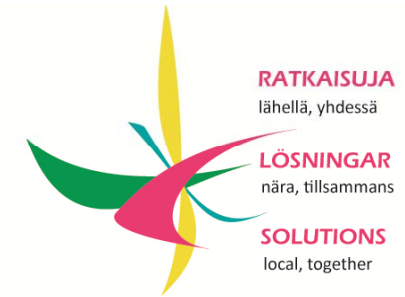 RATKAISUJA
lähellä, yhdessä
LÖSNINGAR
nära, tillsammans
SOLUTIONS
local, together